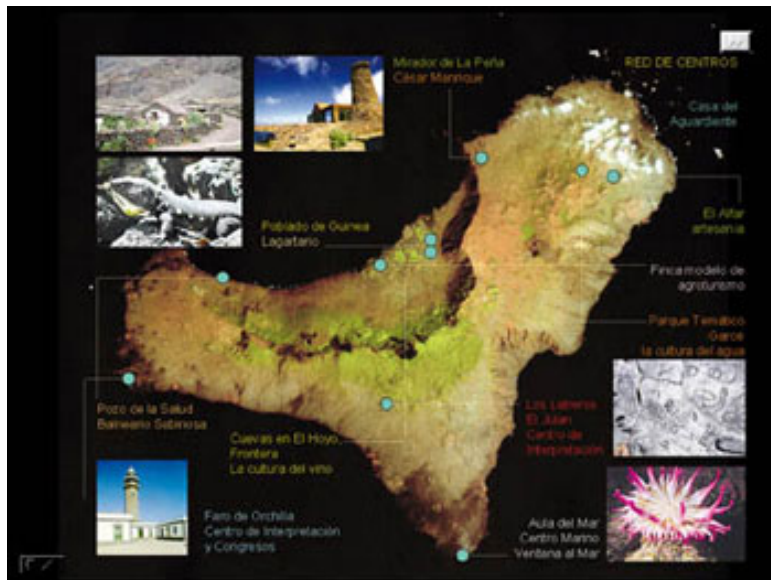 Mirador de La Peña
César Manrique
RED DE CENTROS
Casa del
Aguardiente
El Alfar
artesanía
Poblado de Guinea
Lagartario
Finca modelo de
agroturismo
Parque Temático
Garoé
la cultura del agua
Pozo de la Salud
Balneario Sabinosa
Los Letreros
El Julan
Centro de
Interpretación
Cuevas en El Hoyo,
Frontera
La cultura del vino
Faro de Orchilla
Centro de Interpretación
y Congresos
Aula del Mar
Centro Marino
Ventana al Mar